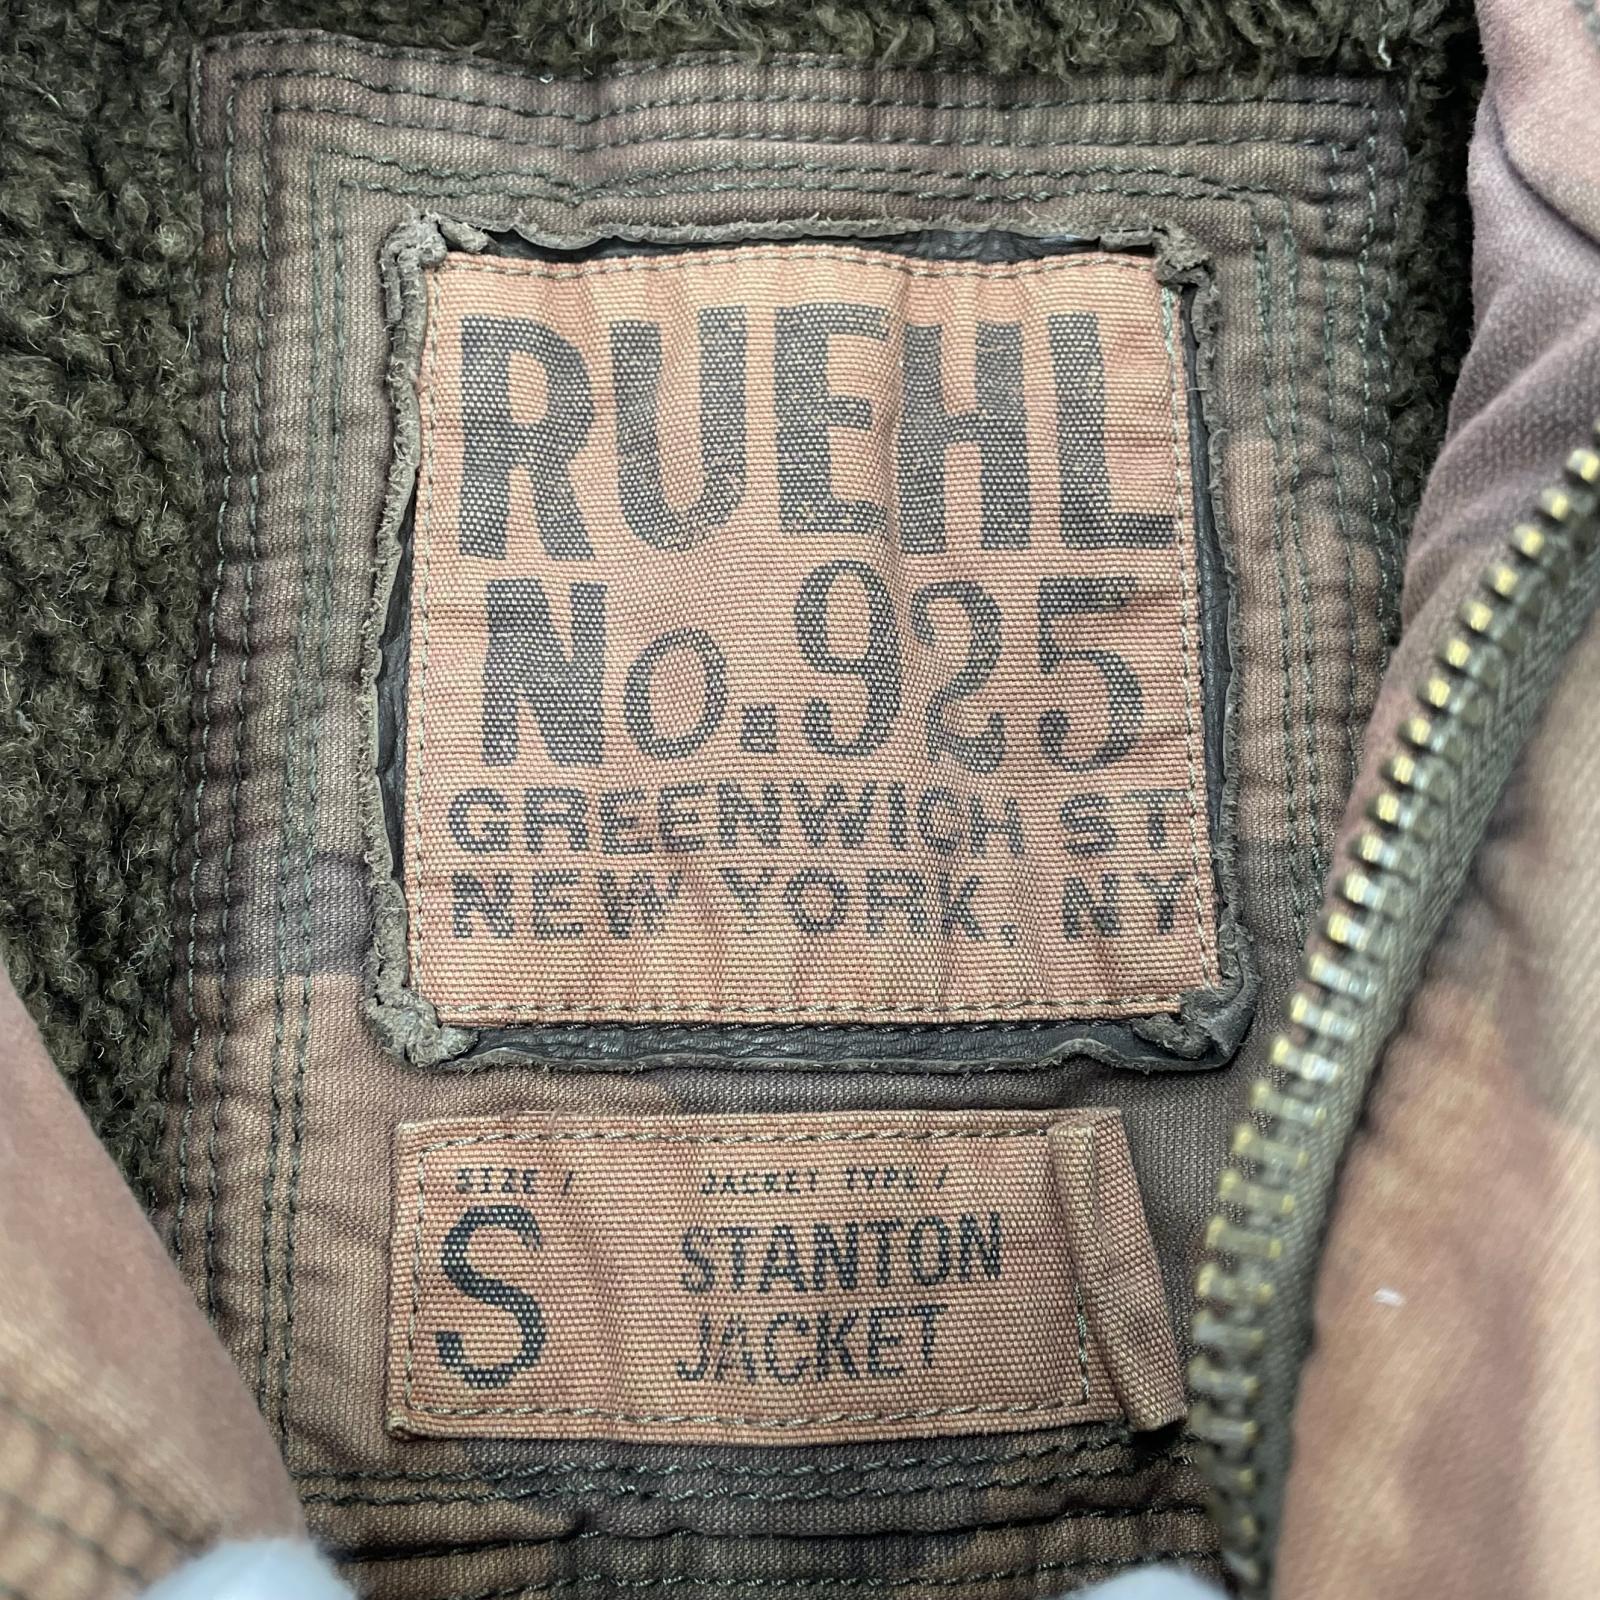 RUEHL
No.925
GREENWICH ST
NEW YORK, NY
SIZE / JACKET TYPE /
S STANTON
JACKET